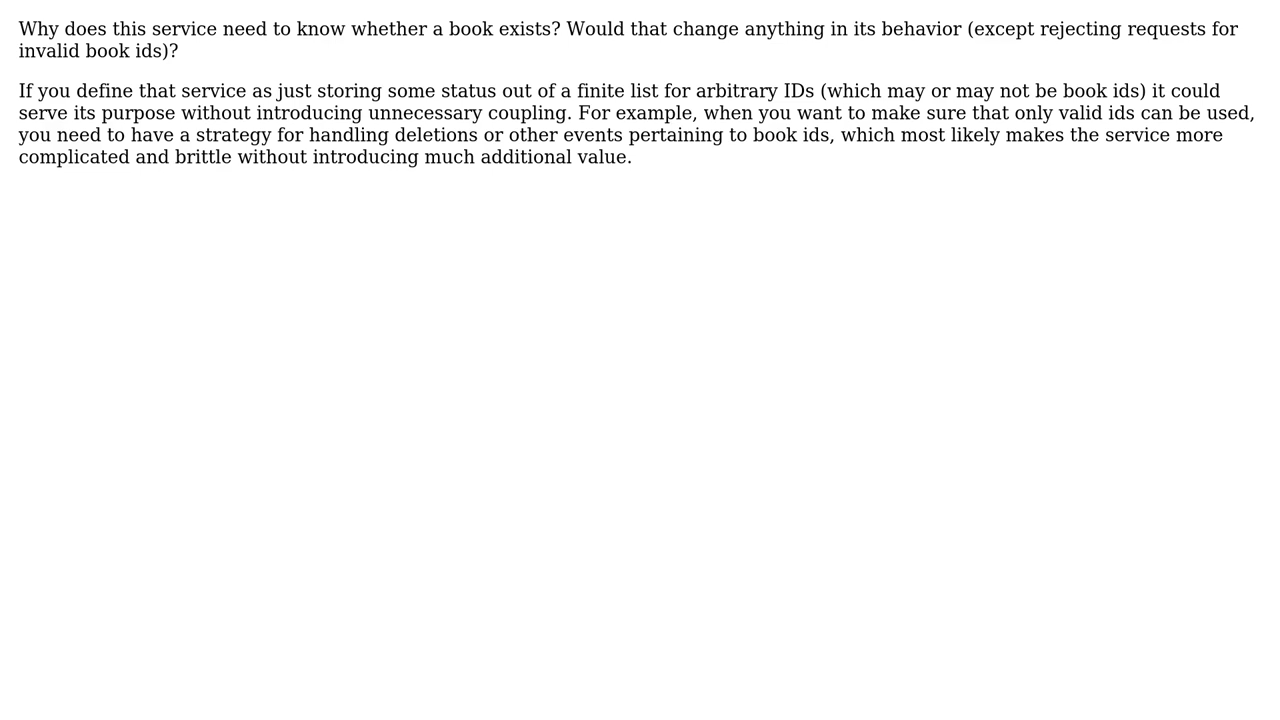 Why does this service need to know whether a book exists? Would that change anything in its behavior (except rejecting requests for
invalid book ids)?
If you define that service as just storing some status out of a finite list for arbitrary IDs (which may or may not be book ids) it could
serve its purpose without introducing unnecessary coupling. For example, when you want to make sure that only valid ids can be used,
you need to have a strategy for handling deletions or other events pertaining to book ids, which most likely makes the service more
complicated and brittle without introducing much additional value.